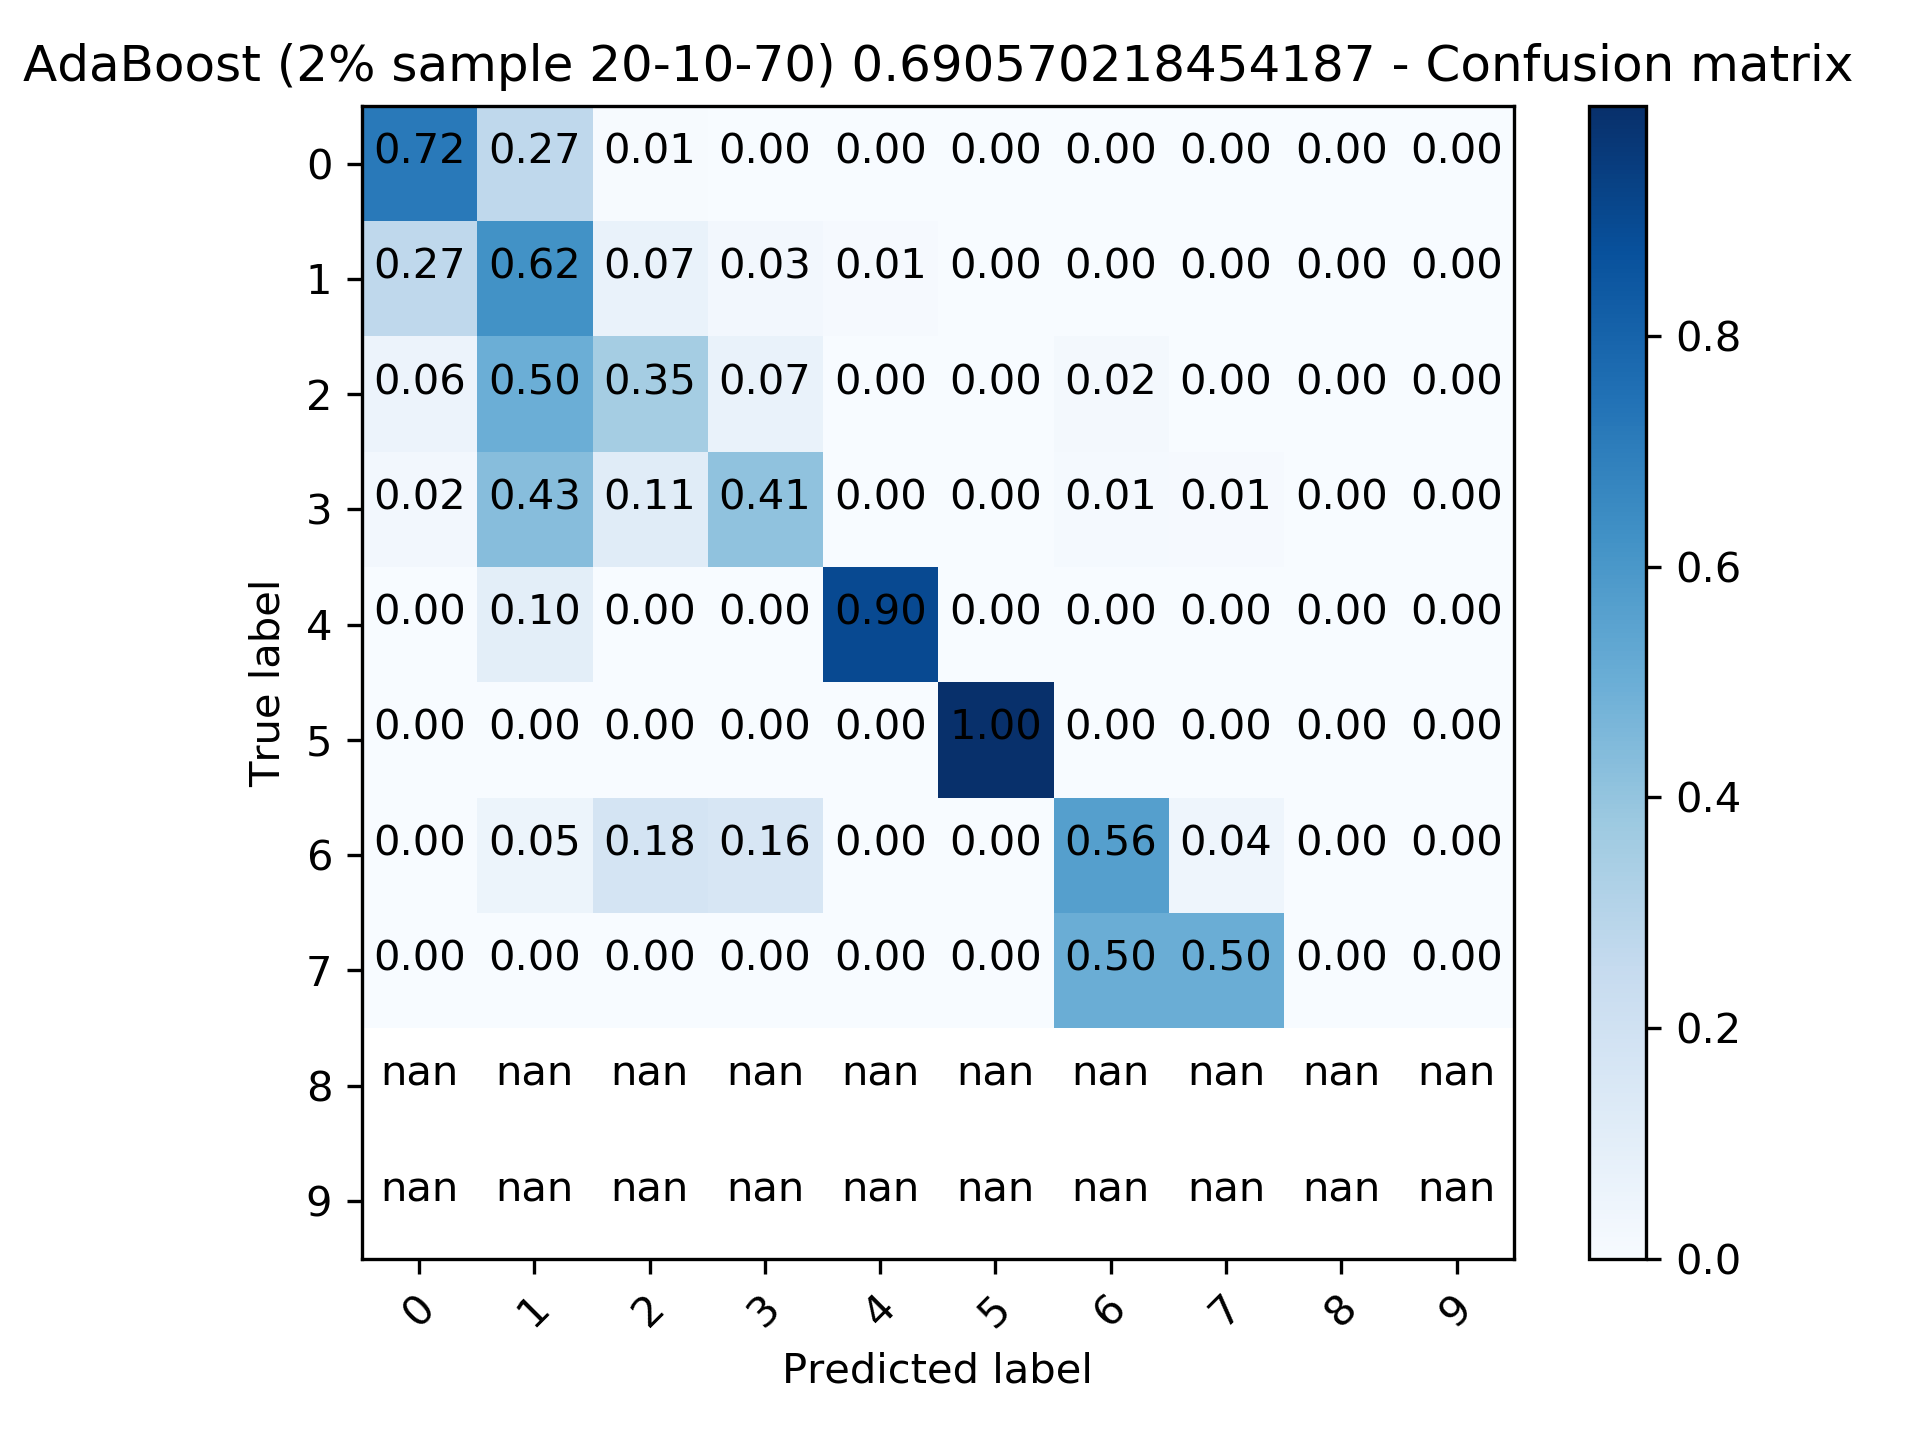 AdaBoost (2% sample 20-10-70) 0.690570218454187 - Confusion matrix
0 0.72 0.27 0.01 0.00 0.00 0.00 0.00 0.00 0.00 0.00
1 0.27 0.62 0.07 0.03 0.01 0.00 0.00 0.00 0.00 0.00
2 0.06 0.50 0.35 0.07 0.00 0.00 0.02 0.00 0.00 0.00
3 0.02 0.43 0.11 0.41 0.00 0.00 0.01 0.01 0.00 0.00
4 0.00 0.10 0.00 0.00 0.90 0.00 0.00 0.00 0.00 0.00
5 0.00 0.00 0.00 0.00 0.00 1.00 0.00 0.00 0.00 0.00
6 0.00 0.05 0.18 0.16 0.00 0.00 0.56 0.04 0.00 0.00
7 0.00 0.00 0.00 0.00 0.00 0.00 0.50 0.50 0.00 0.00
8 nan nan nan nan nan nan nan nan nan nan
9 nan nan nan nan nan nan nan nan nan nan
True label
0 1 2 3 4 5 6 7 8 9
Predicted label
0.8
0.6
0.4
0.2
0.0